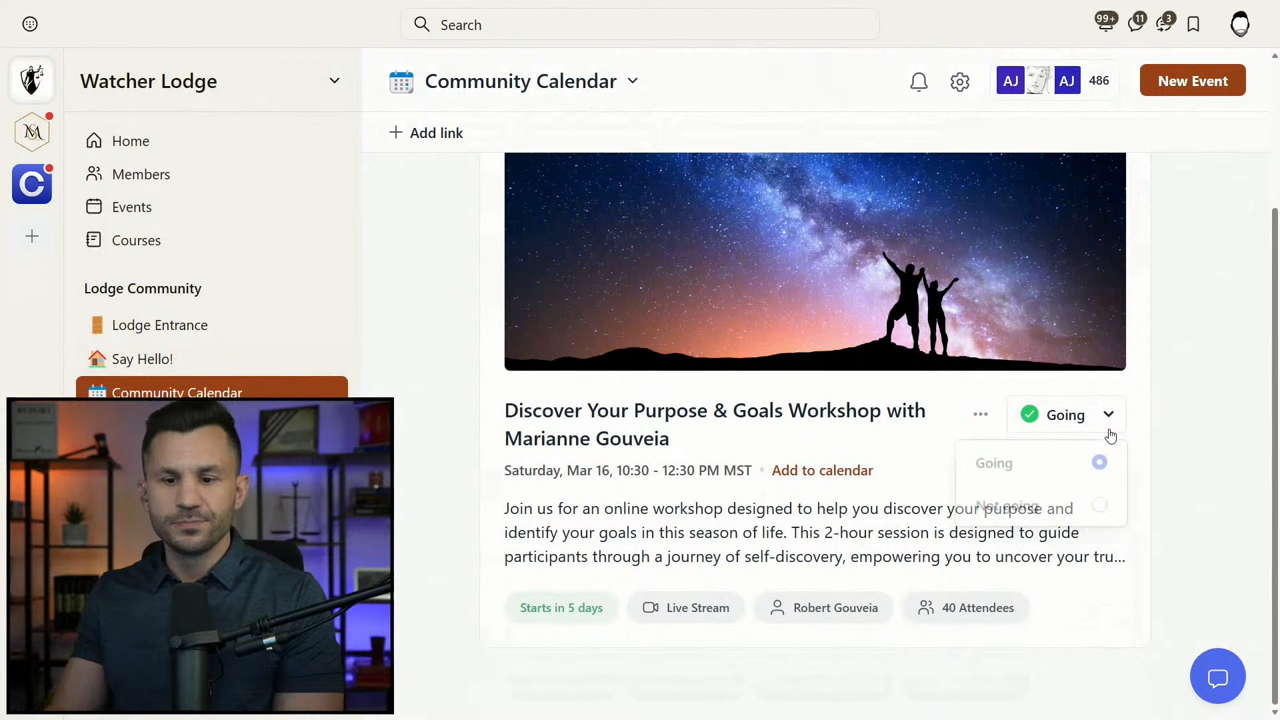 Search
99+
11
3
Watcher Lodge
Community Calendar
AJ
AJ
486
New Event
Add link
Home
Members
Events
Courses
Lodge Community
Lodge Entrance
Say Hello!
Community Calendar
Discover Your Purpose & Goals Workshop with
Marianne Gouveia
Going
Saturday, Mar 16, 10:30 - 12:30 PM MST • Add to calendar
Going
Not going
Join us for an online workshop designed to help you discover your purpose and
identify your goals in this season of life. This 2-hour session is designed to guide
participants through a journey of self-discovery, empowering you to uncover your tru...
Starts in 5 days
Live Stream
Robert Gouveia
40 Attendees